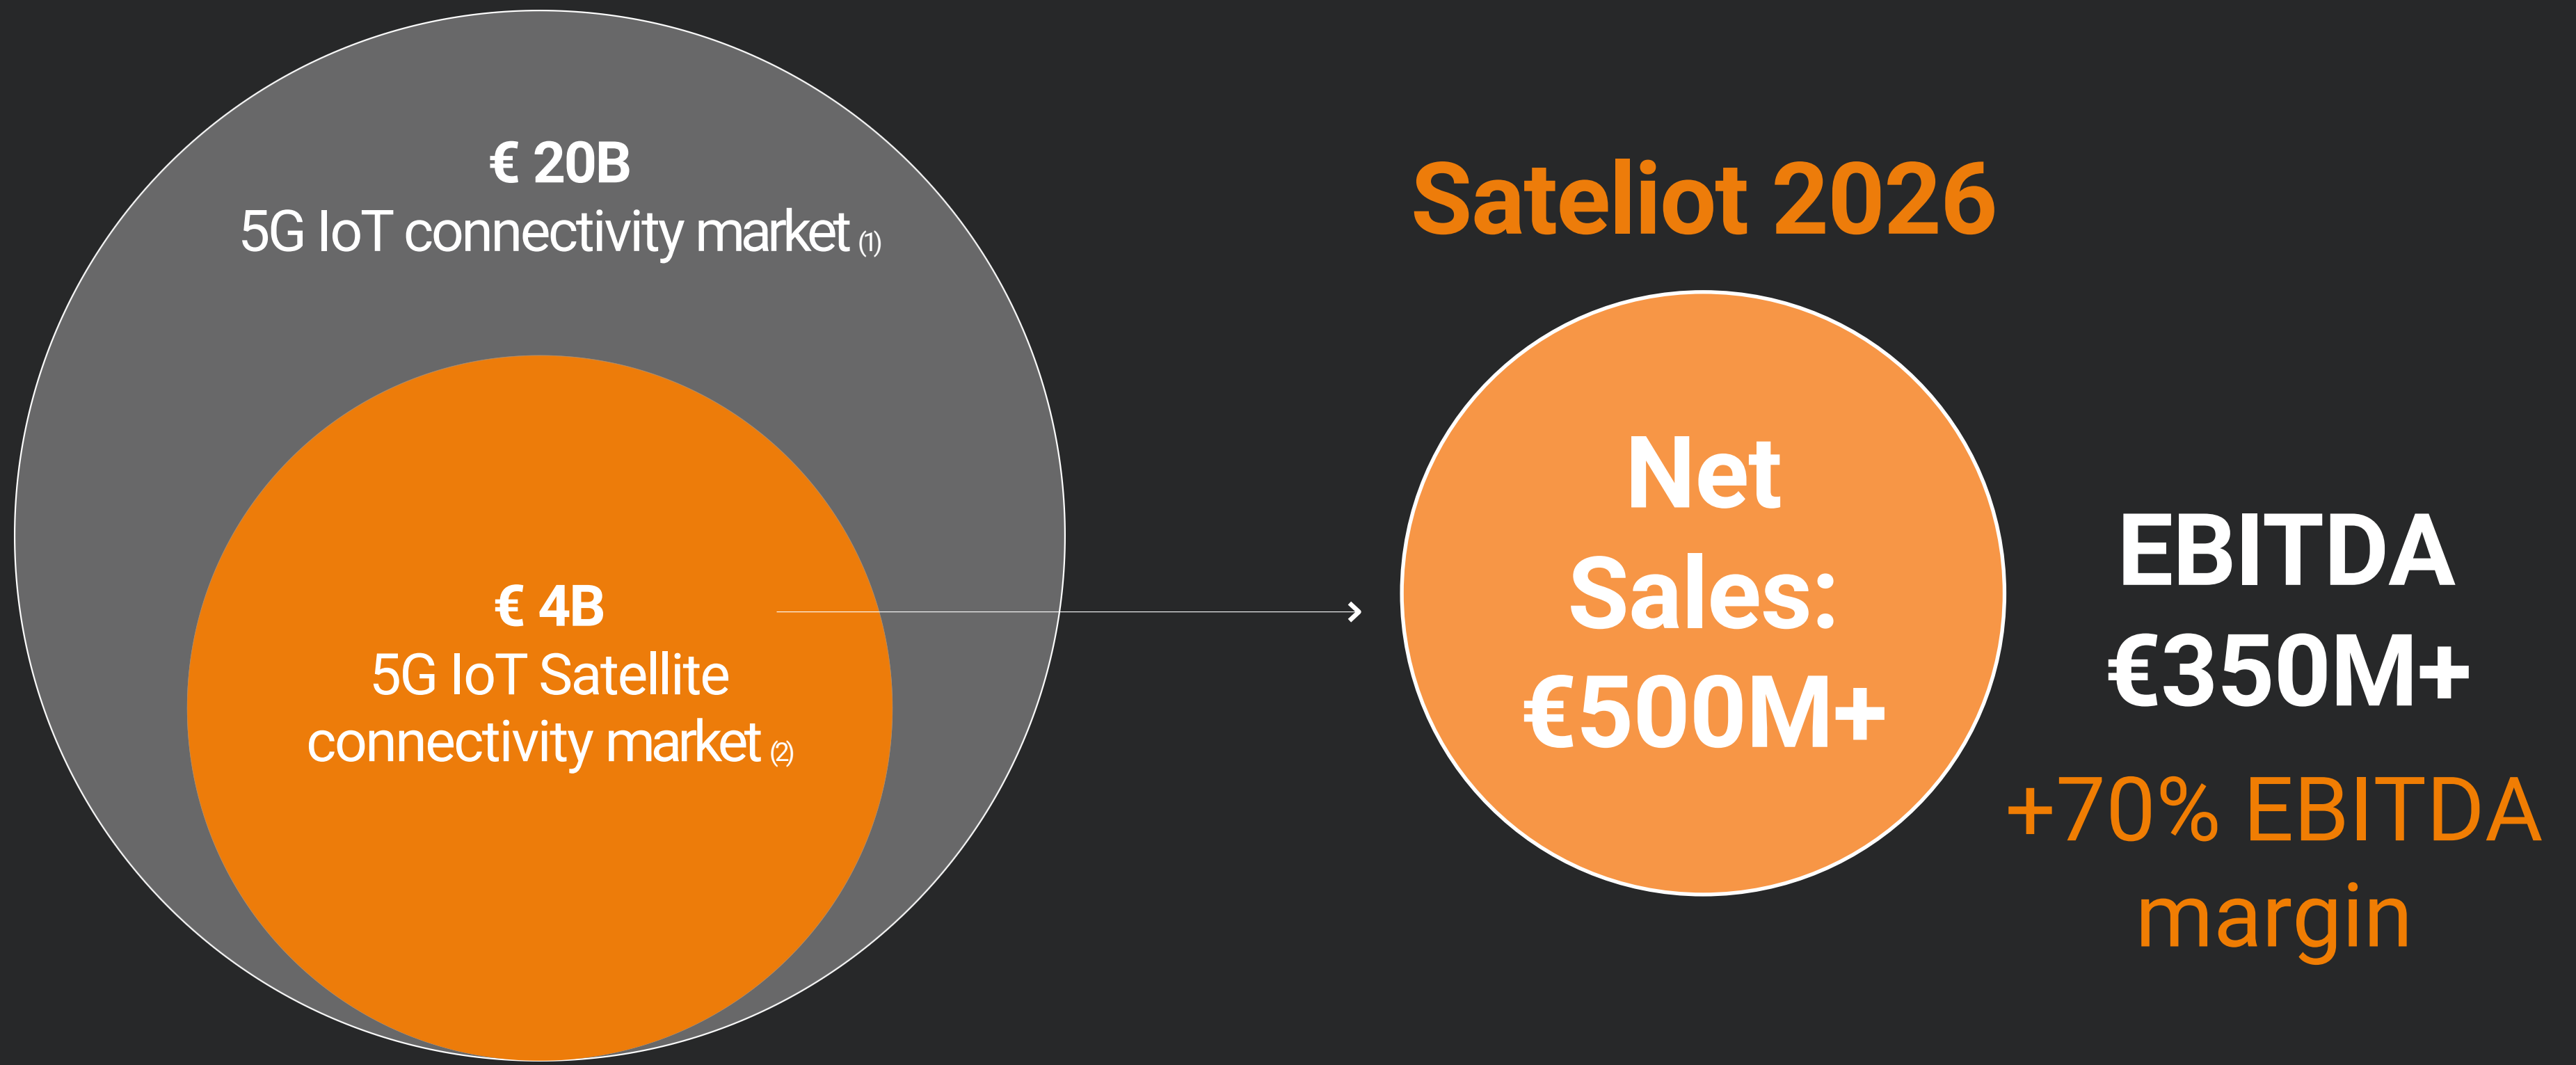 € 20B
5G IoT connectivity market (1)
€ 4B
5G IoT Satellite
connectivity market (2)
Sateliot 2026
Net
Sales:
€500M+
EBITDA
€350M+
+70% EBITDA
margin